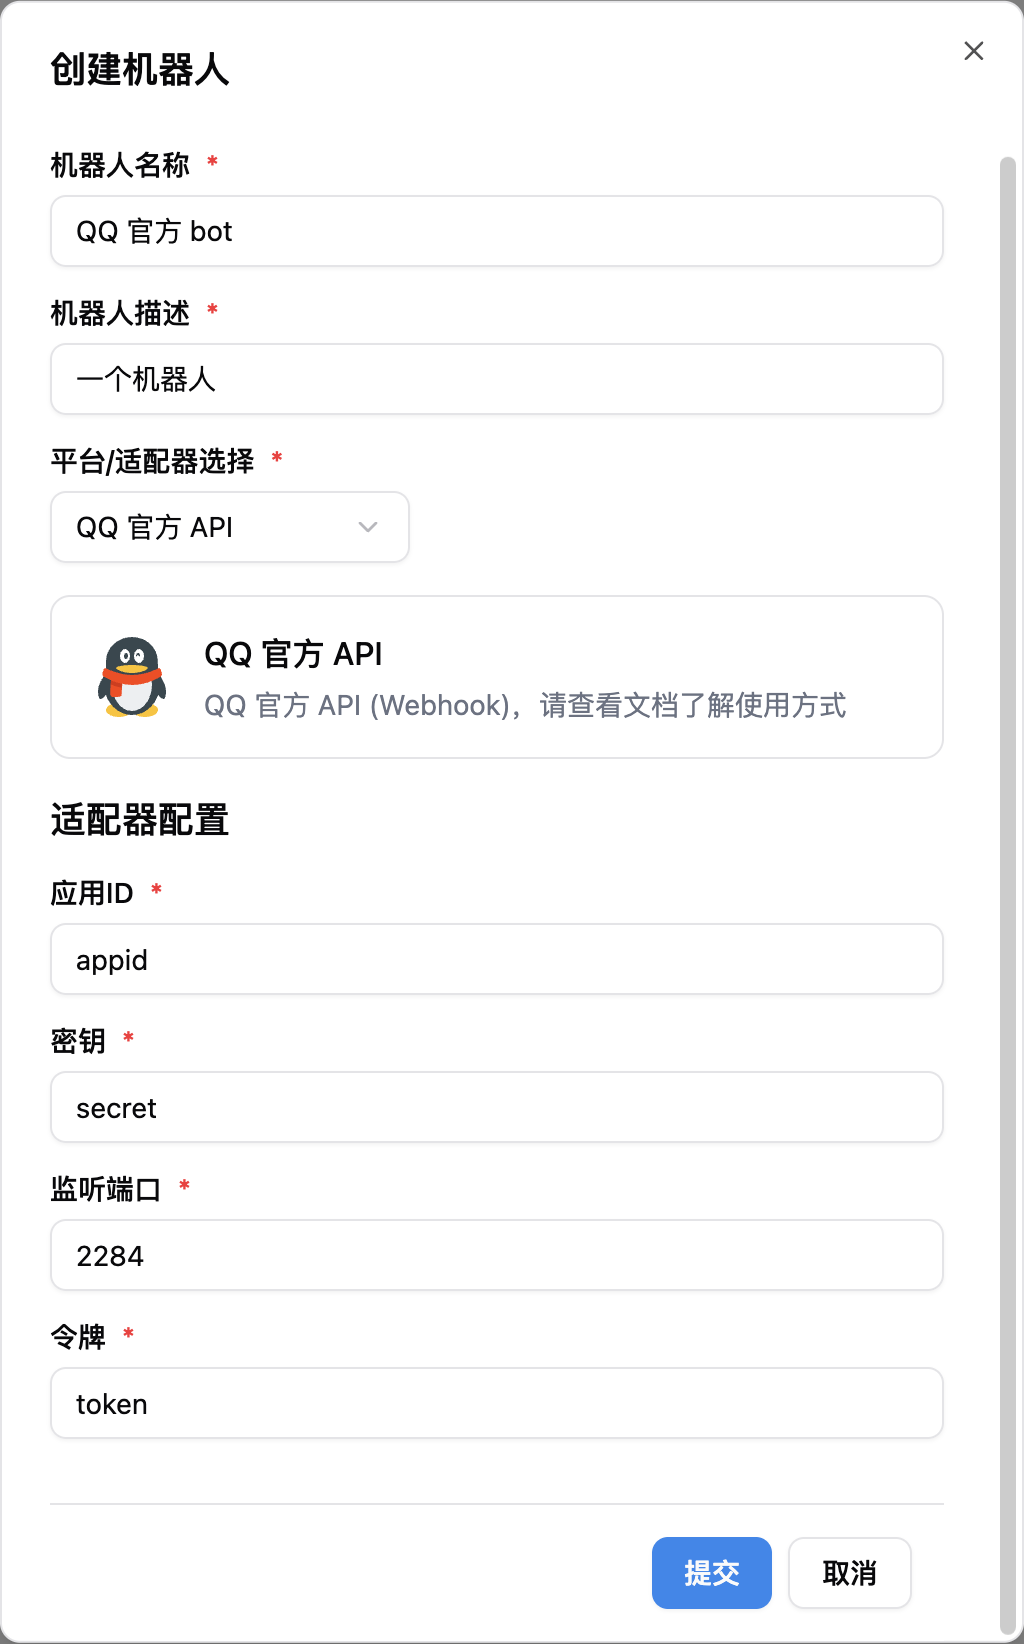 创建机器人
机器人名称 *
QQ 官方 bot
机器人描述 *
一个机器人
平台/适配器选择 *
QQ 官方 API
QQ 官方 API
QQ 官方 API (Webhook)，请查看文档了解使用方式
适配器配置
应用ID *
appid
密钥 *
secret
监听端口 *
2284
令牌 *
token
提交
取消